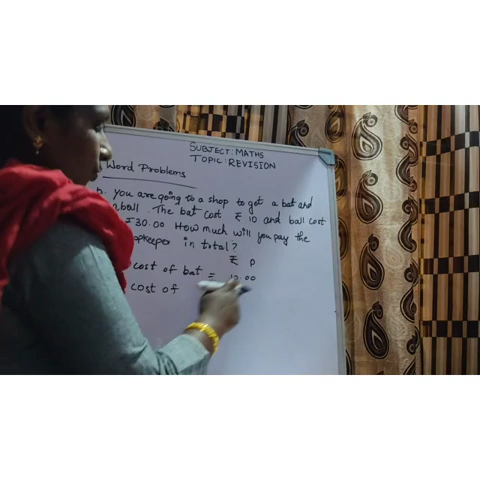 SUBJECT: MATHS
TOPIC: REVISION
Word Problems
you are going to a shop to get a bat and
ball. The bat cost ₹ 10 and ball cost
₹30.00 How much will you pay the
in total?
₹ P
cost of bat = 10.00
cost of